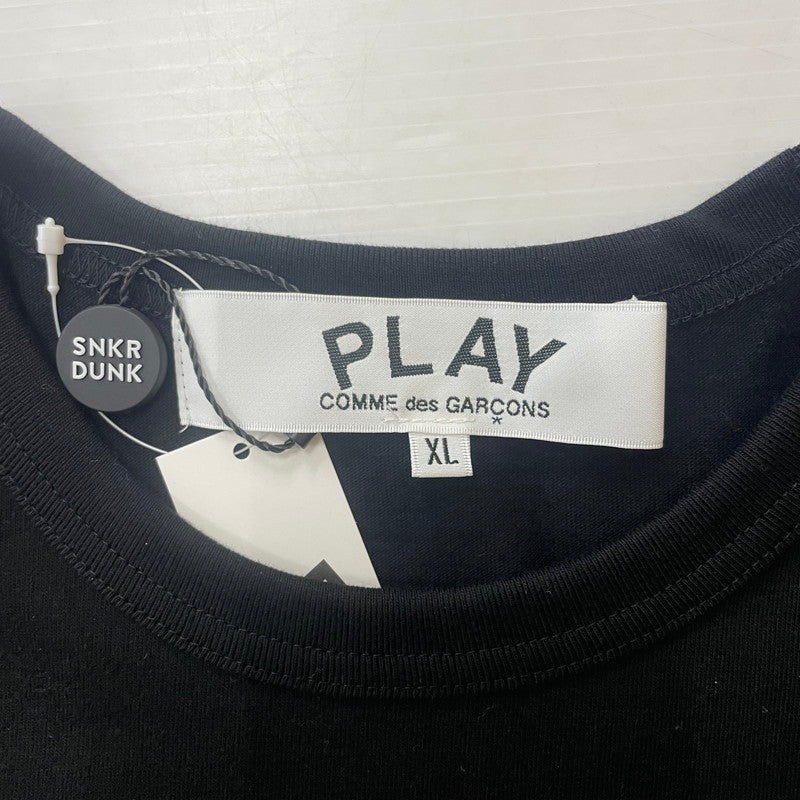 SNKR
DUNK
PLAY
COMME des GARÇONS
*
XL